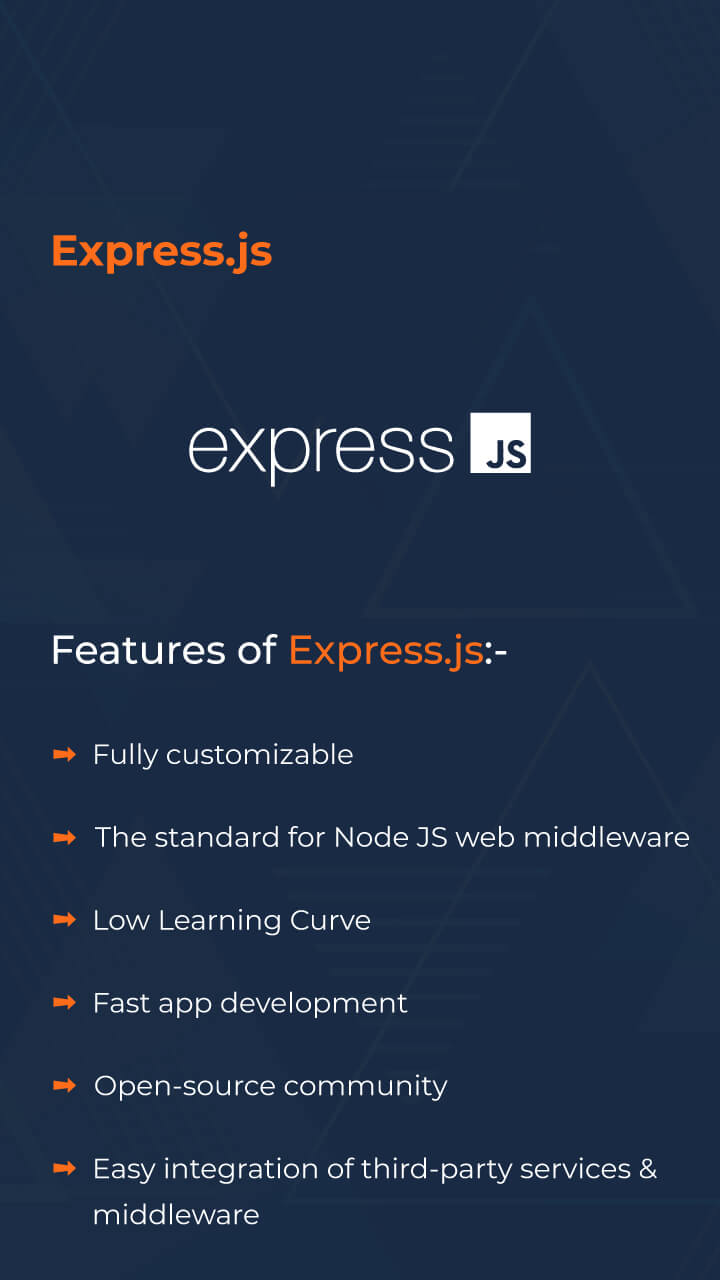 Express.js
express JS
Features of Express.js:-
➡ Fully customizable
➡ The standard for Node JS web middleware
➡ Low Learning Curve
➡ Fast app development
➡ Open-source community
➡ Easy integration of third-party services &
middleware